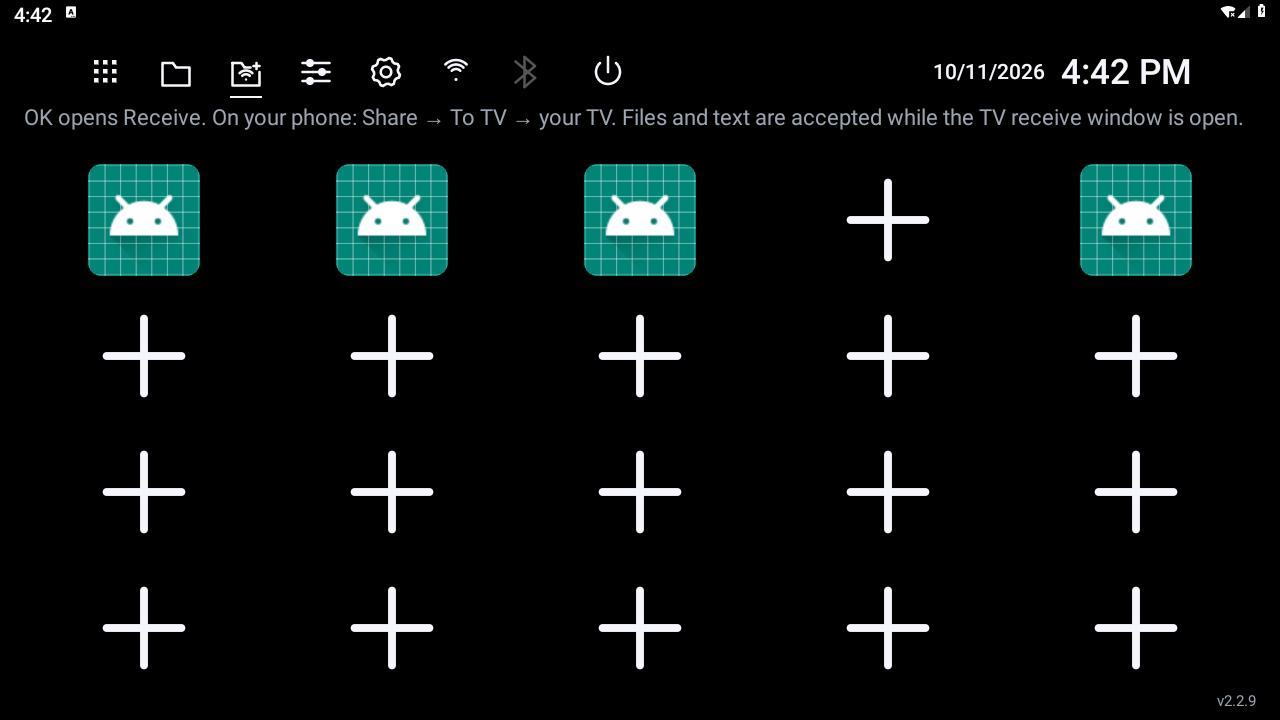 4:42
10/11/2026 4:42 PM
OK opens Receive. On your phone: Share → To TV → your TV. Files and text are accepted while the TV receive window is open.
v2.2.9